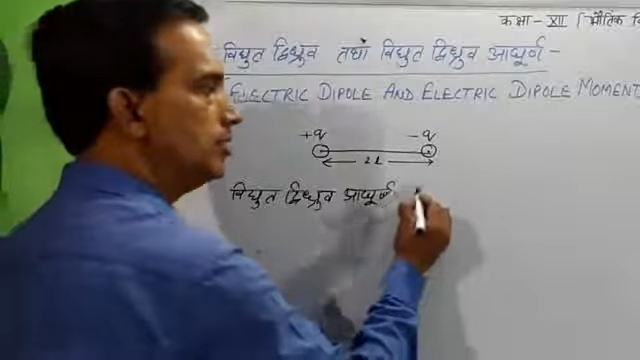 कक्षा - XII | भौतिक
विद्युत द्विध्रुव तथा विद्युत द्विध्रुव आघूर्ण -
ELECTRIC DIPOLE AND ELECTRIC DIPOLE MOMENT
+q -q
2l
विद्युत द्विध्रुव आघूर्ण